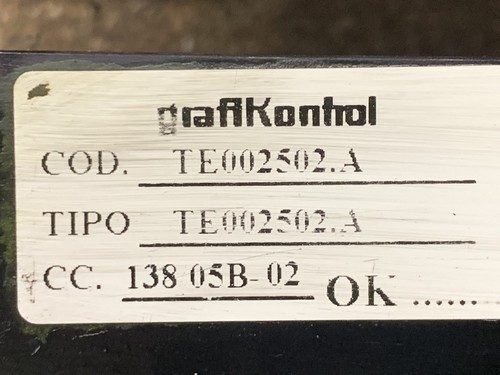 grafiKontrol
COD. TE002502.A
TIPO TE002502.A
CC. 138 05B-02 OK ......